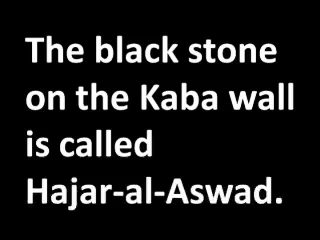 The black stone
on the Kaba wall
is called
Hajar-al-Aswad.